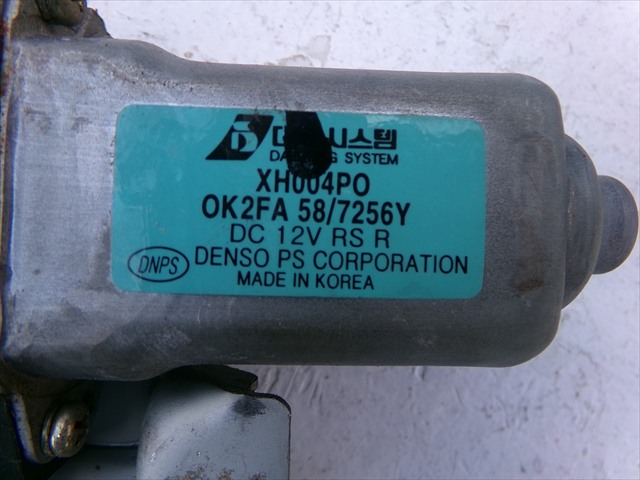 시스템
SYSTEM
XH004PO
OK2FA 58/7256Y
DC 12V RS R
DENSO PS CORPORATION
DNPS
MADE IN KOREA